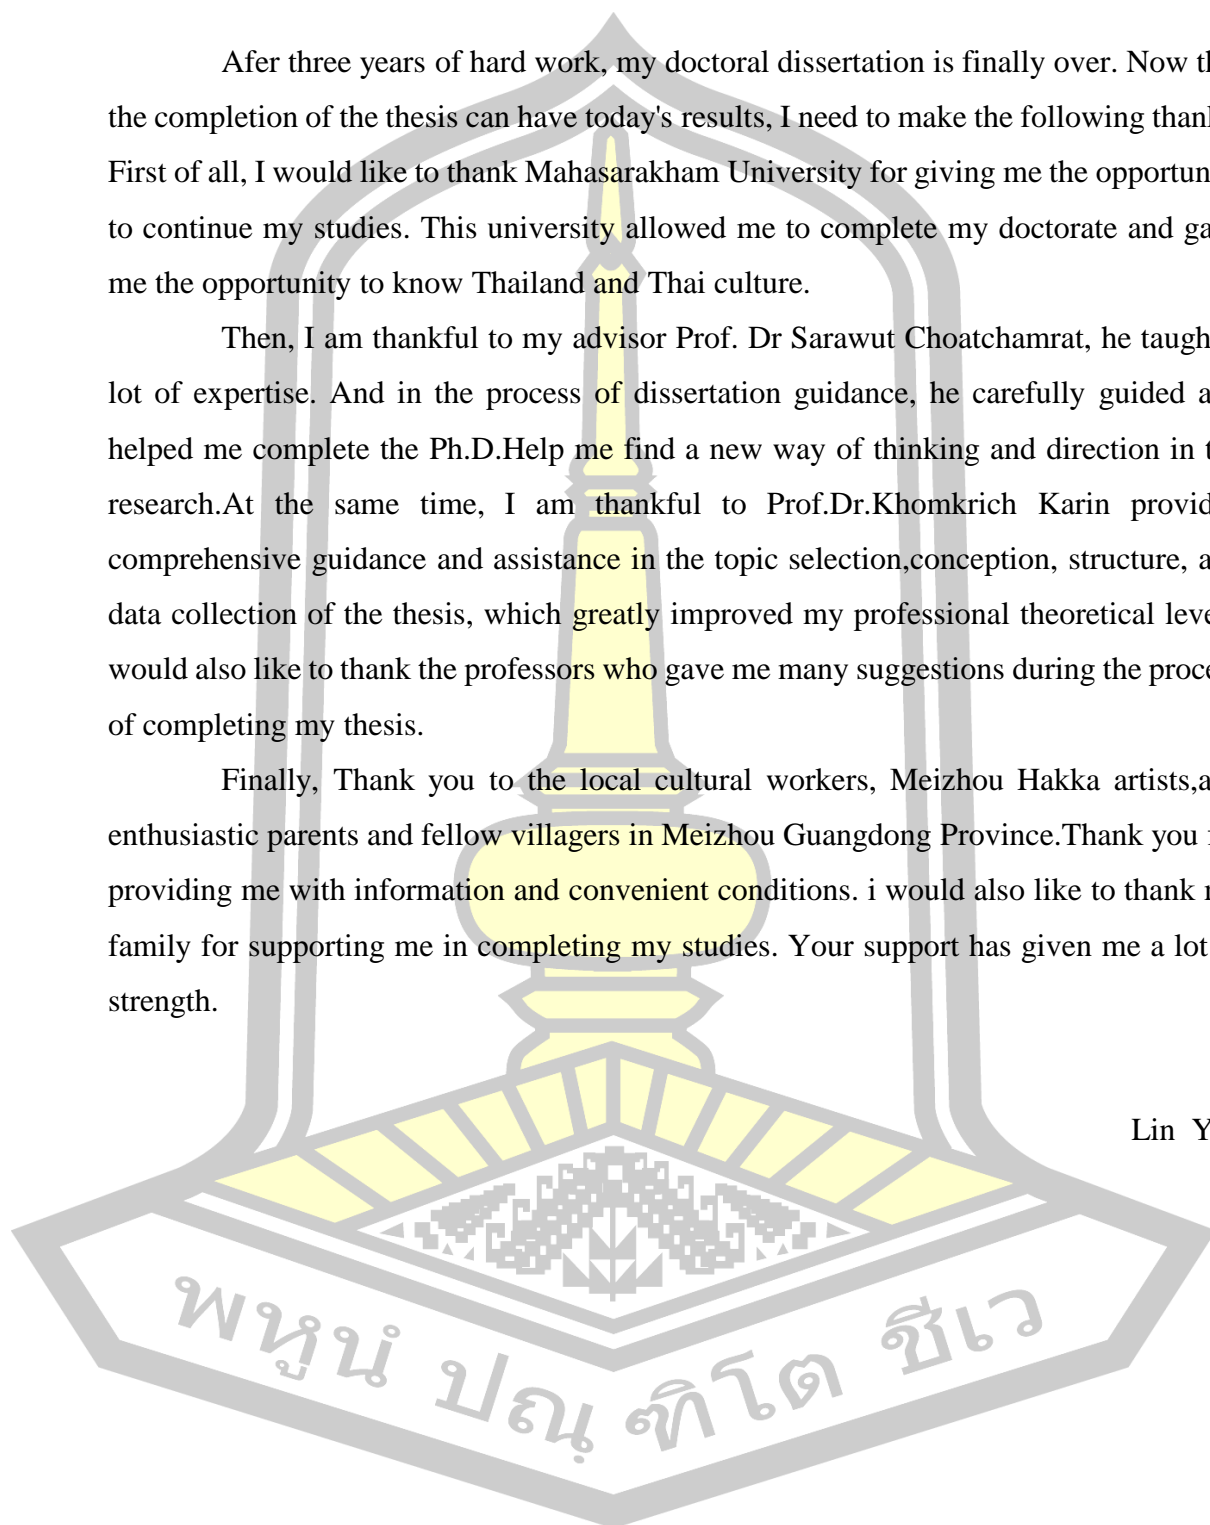 Afer three years of hard work, my doctoral dissertation is finally over. Now th
the completion of the thesis can have today's results, I need to make the following thank
First of all, I would like to thank Mahasarakham University for giving me the opportun
to continue my studies. This university allowed me to complete my doctorate and ga
me the opportunity to know Thailand and Thai culture.
Then, I am thankful to my advisor Prof. Dr Sarawut Choatchamrat, he taugh
lot of expertise. And in the process of dissertation guidance, he carefully guided a
helped me complete the Ph.D.Help me find a new way of thinking and direction in t
research.At the same time, I am thankful to Prof.Dr.Khomkrich Karin provid
comprehensive guidance and assistance in the topic selection,conception, structure, a
data collection of the thesis, which greatly improved my professional theoretical leve
would also like to thank the professors who gave me many suggestions during the proce
of completing my thesis.
Finally, Thank you to the local cultural workers, Meizhou Hakka artists,a
enthusiastic parents and fellow villagers in Meizhou Guangdong Province.Thank you
providing me with information and convenient conditions. i would also like to thank
family for supporting me in completing my studies. Your support has given me a lot
strength.
Lin Y
พหูนํ ปณฺฑิโต ชีเว